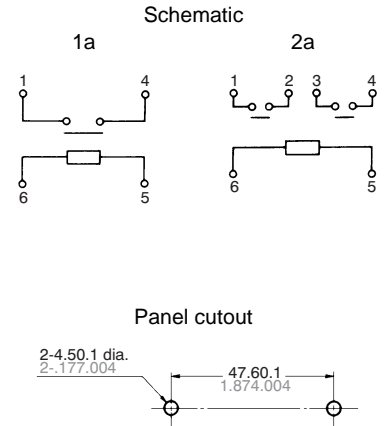 Schematic
1a 2a
1 4 1 2 3 4
6 5 6 5
Panel cutout
2-4.50.1 dia.
2-.177.004
47.60.1
1.874.004